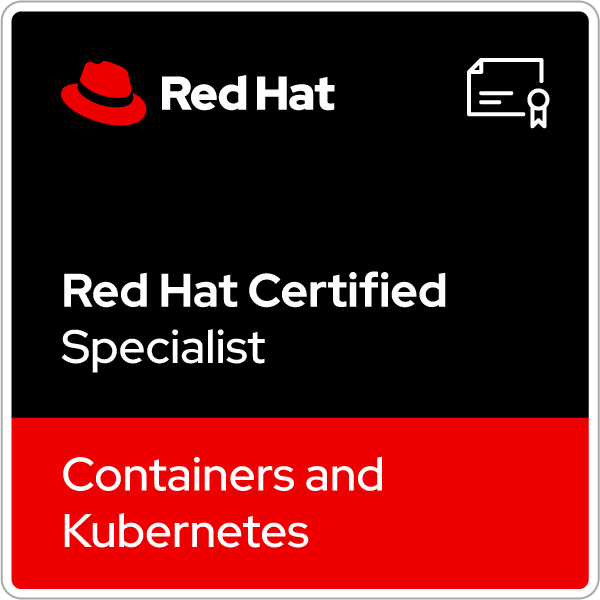 Red Hat
Red Hat Certified
Specialist
Containers and
Kubernetes